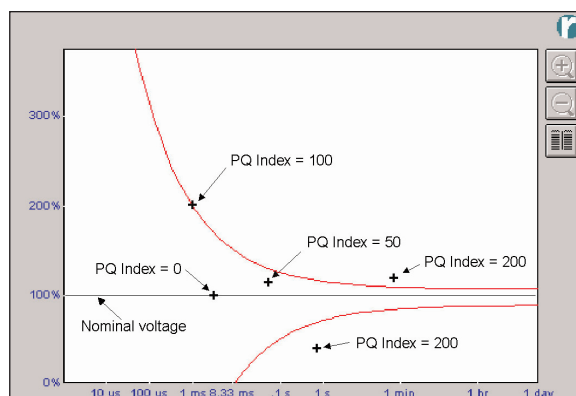 r
300%
PQ Index = 100
200%
PQ Index = 50
PQ Index = 0
PQ Index = 200
100%
Nominal voltage
PQ Index = 200
0%
10 us 100 us 1 ms 8.33 ms .1 s 1 s 1 min 1 hr 1 day